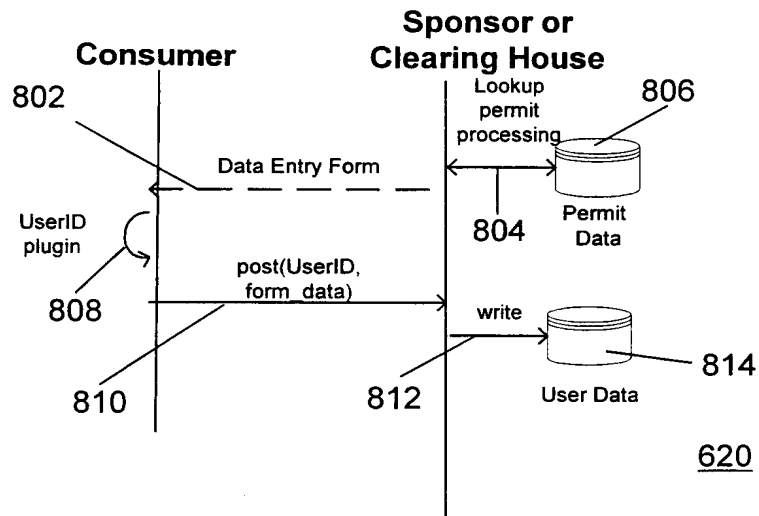 Consumer
Sponsor or
Clearing House
802
Lookup
permit
processing
806
Data Entry Form
804
Permit
Data
UserID
plugin
808
post(UserID,
form_data)
810
write
812
814
User Data
620